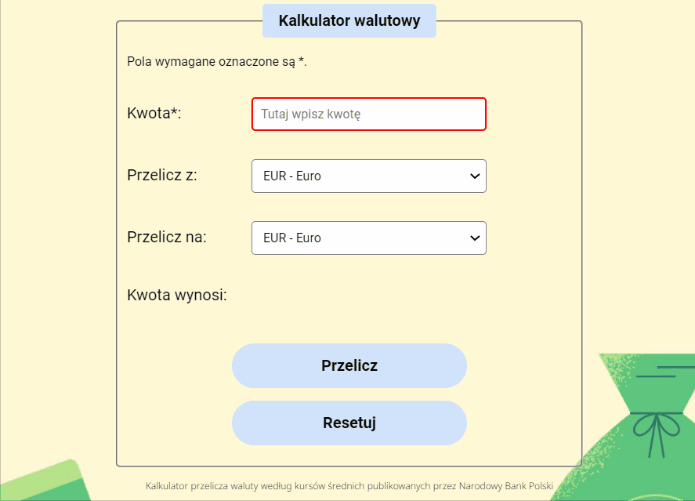 Kalkulator walutowy
Pola wymagane oznaczone są *.
Kwota*:
Tutaj wpisz kwotę
Przelicz z:
EUR - Euro
Przelicz na:
EUR - Euro
Kwota wynosi:
Przelicz
Resetuj
Kalkulator przelicza waluty według kursów średnich publikowanych przez Narodowy Bank Polski